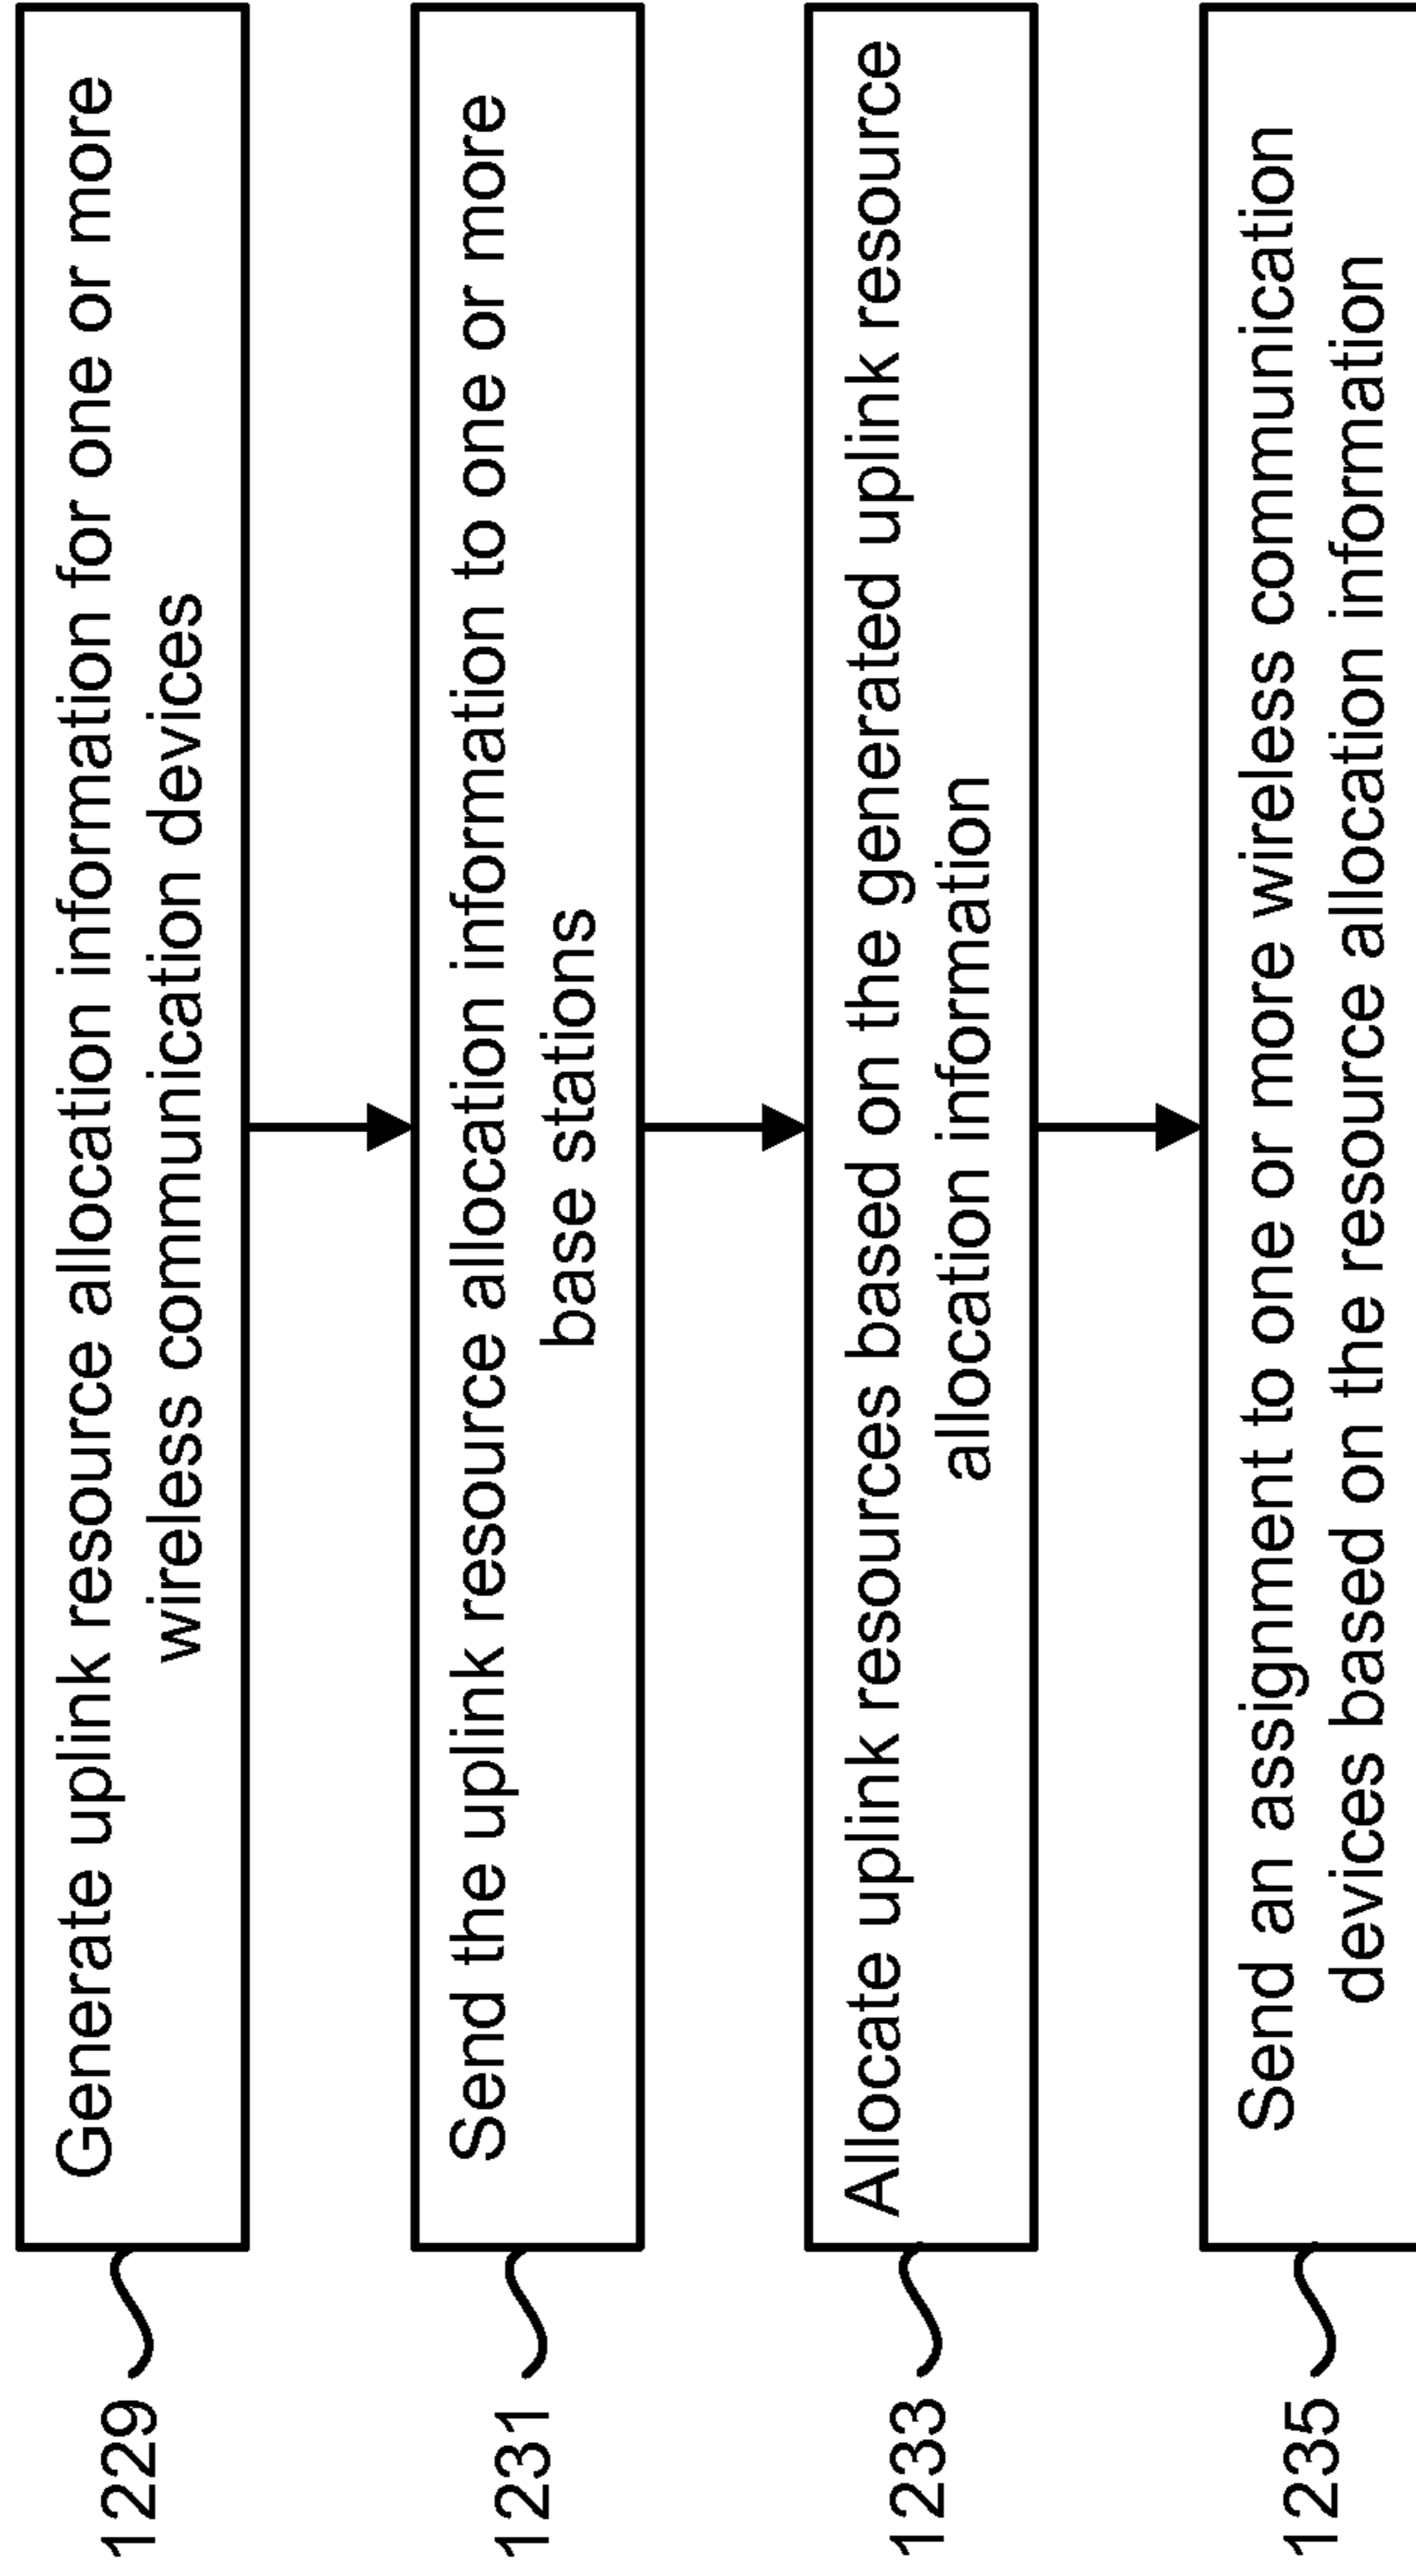 1229
Generate uplink resource allocation information for one or more
wireless communication devices
1231
Send the uplink resource allocation information to one or more
base stations
1233
Allocate uplink resources based on the generated uplink resource
allocation information
1235
Send an assignment to one or more wireless communication
devices based on the resource allocation information